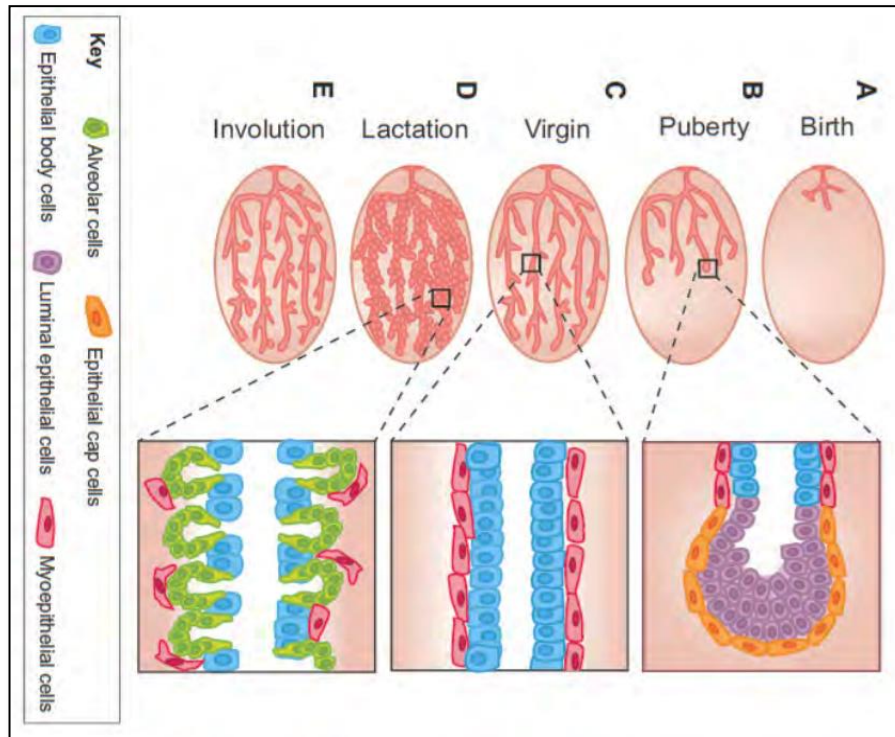 A
Birth
B
Puberty
C
Virgin
D
Lactation
E
Involution
Key
Alveolar cells
Epithelial cap cells
Epithelial body cells
Luminal epithelial cells
Myoepithelial cells